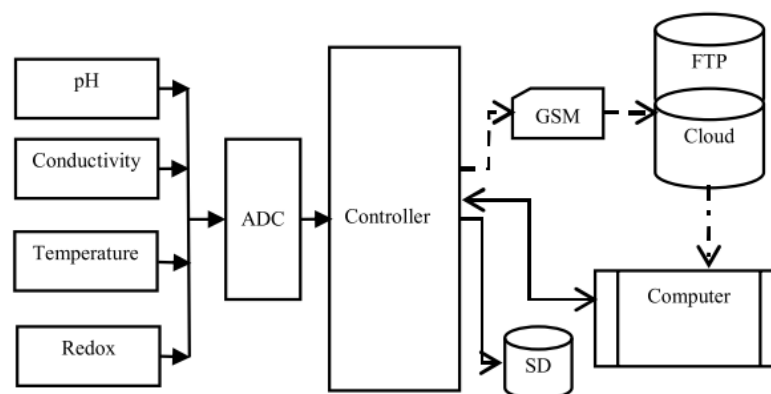 pH
Conductivity
Temperature
Redox
ADC
Controller
GSM
FTP
Cloud
Computer
SD